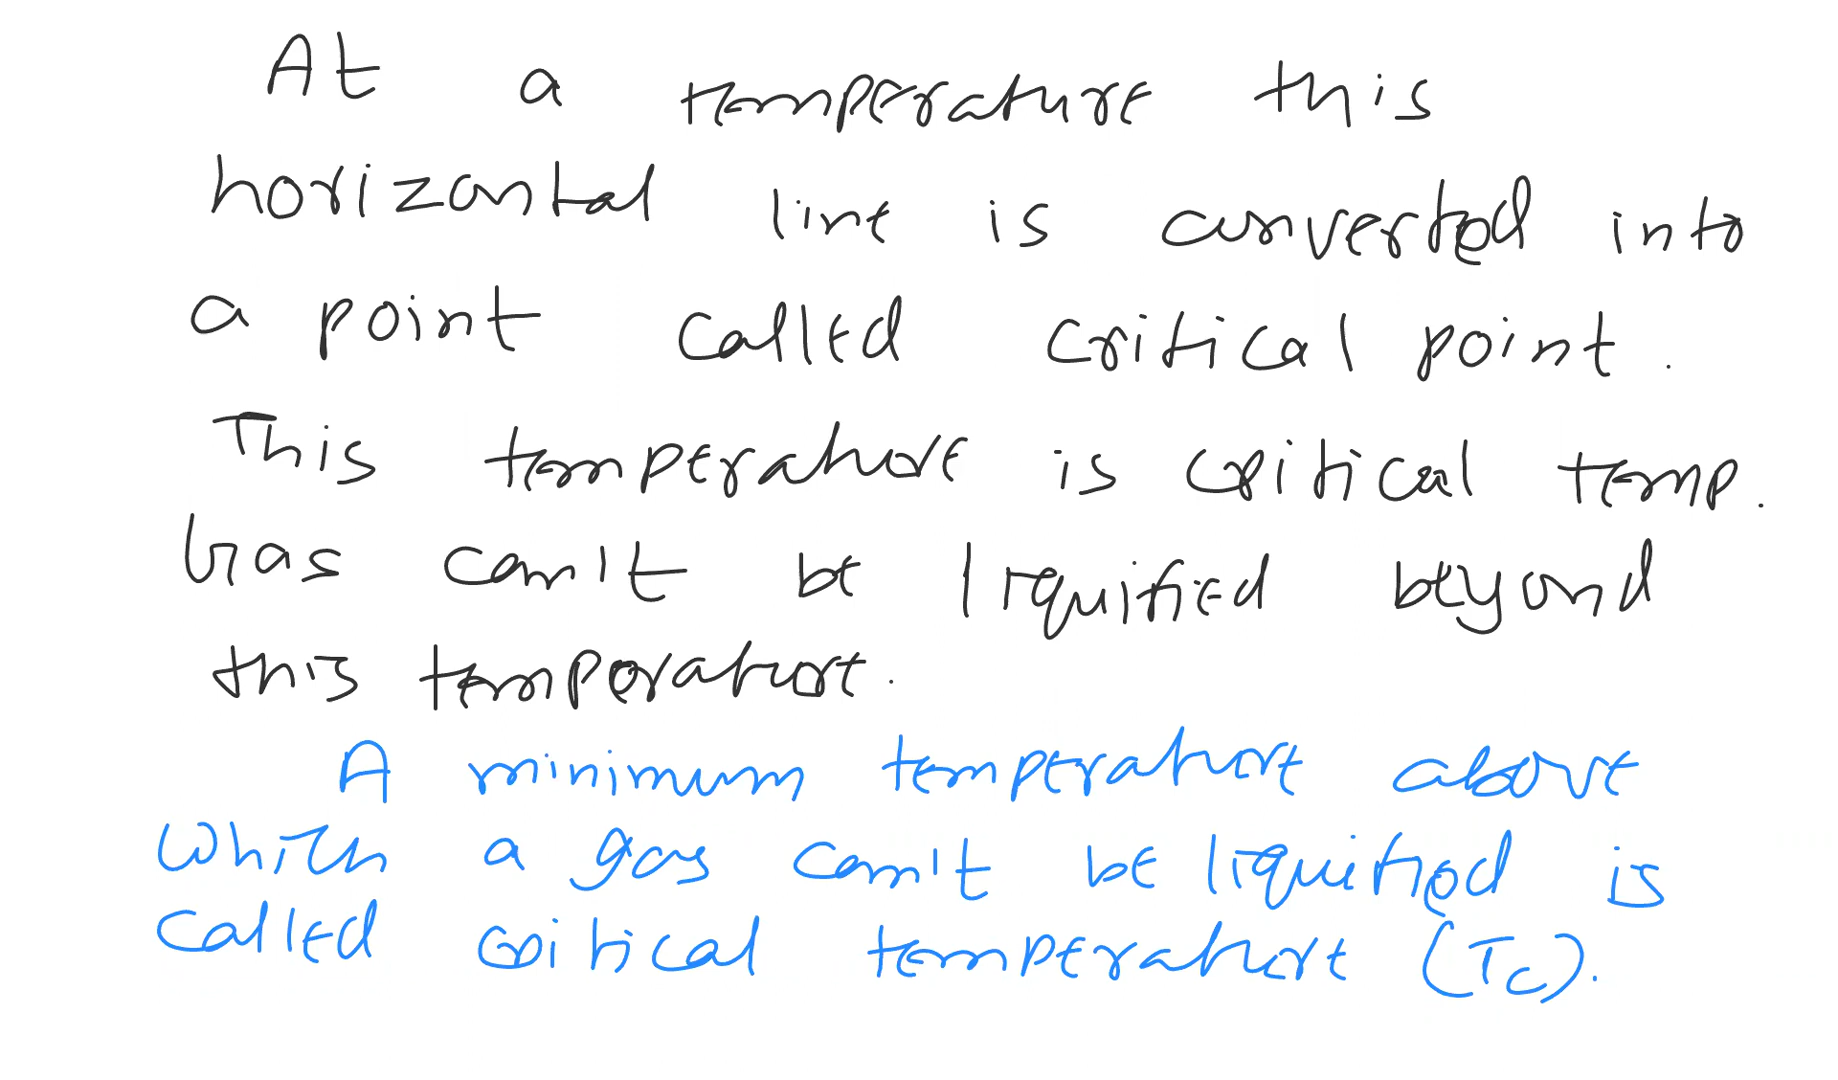 At a temperature this
horizontal line is converted into
a point called critical point.
This temperature is critical temp.
Gas can't be liquified beyond
this temperature.
A minimum temperature above
which a gas can't be liquified is
called critical temperature (Tc).